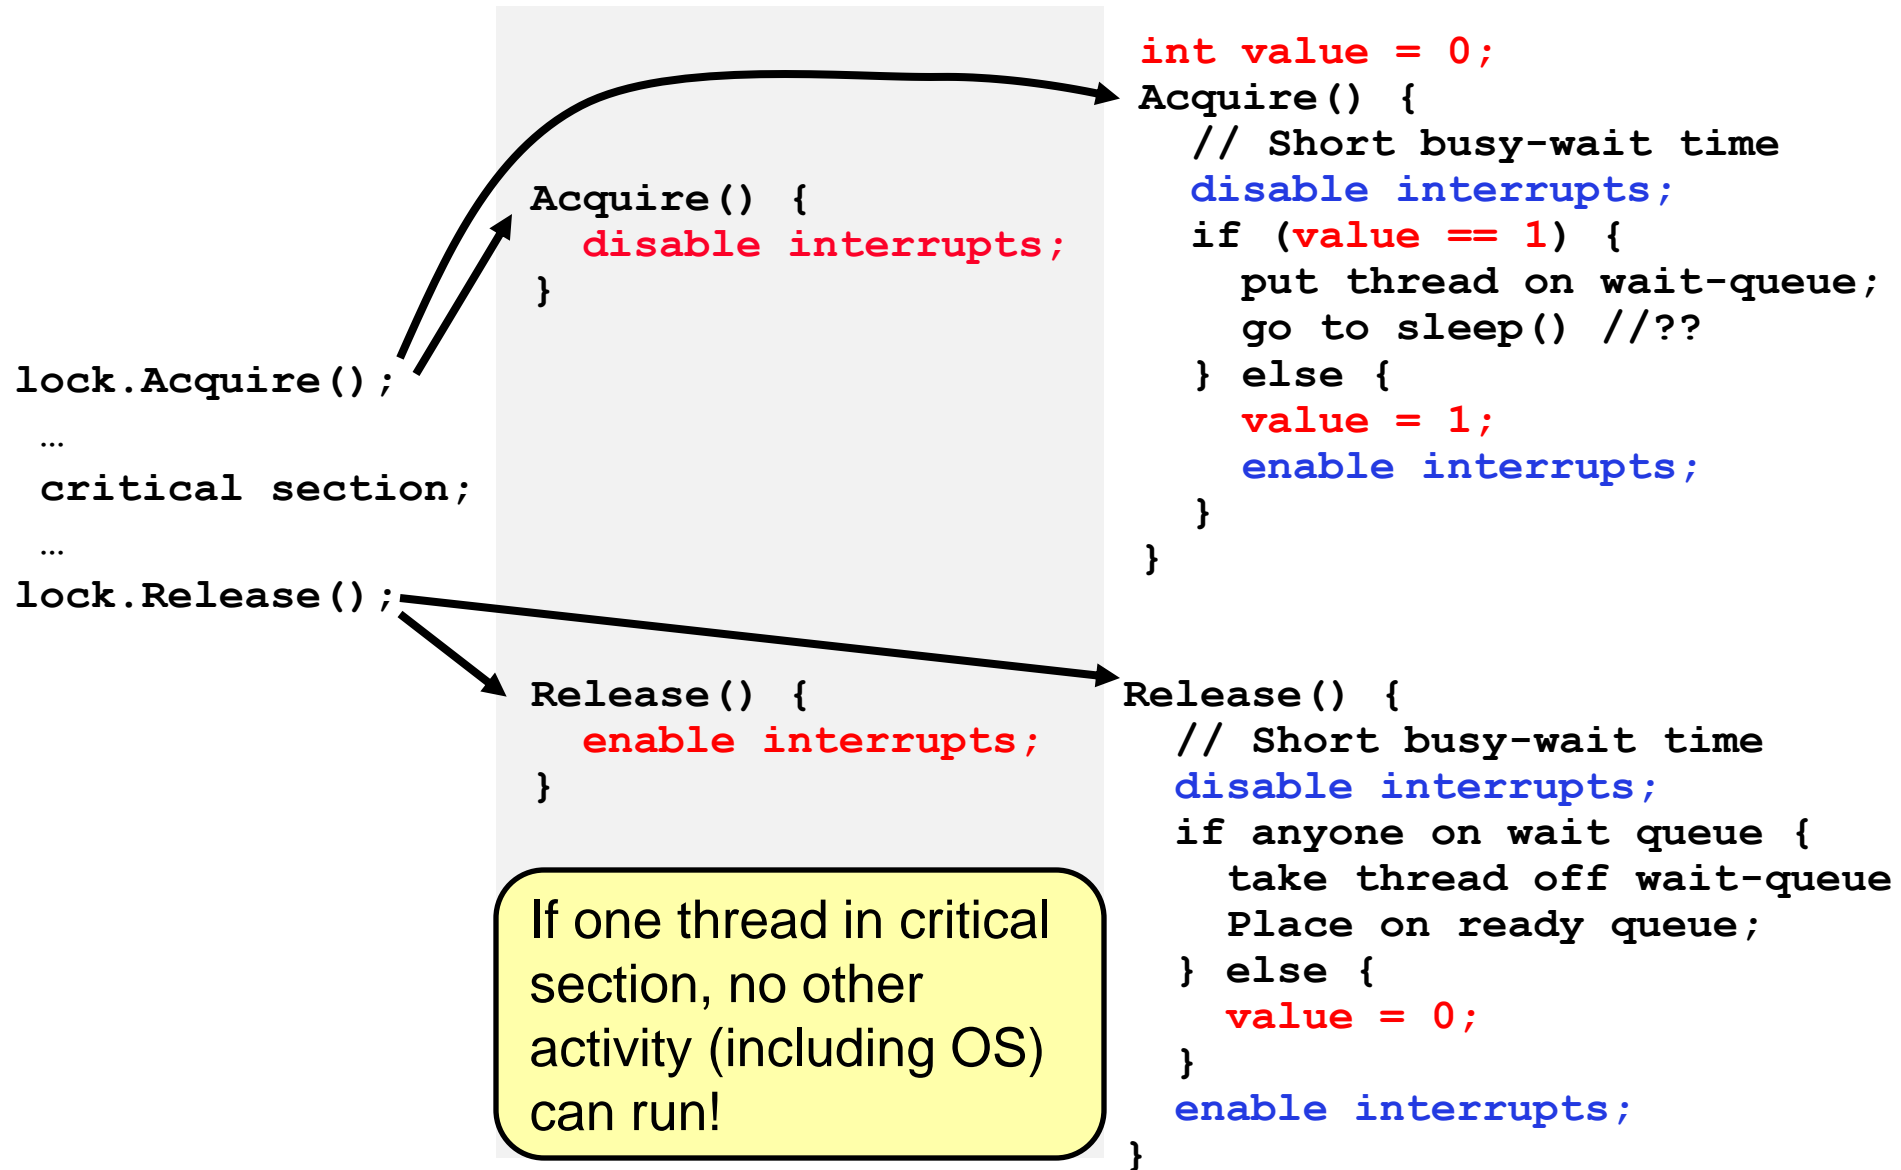 lock.Acquire();
…
critical section;
…
lock.Release();
Acquire() {
disable interrupts;
}
Release() {
enable interrupts;
}
If one thread in critical
section, no other
activity (including OS)
can run!
int value = 0;
Acquire() {
// Short busy-wait time
disable interrupts;
if (value == 1) {
put thread on wait-queue;
go to sleep() //??
} else {
value = 1;
enable interrupts;
}
}
Release() {
// Short busy-wait time
disable interrupts;
if anyone on wait queue {
take thread off wait-queue
Place on ready queue;
} else {
value = 0;
}
enable interrupts;
}